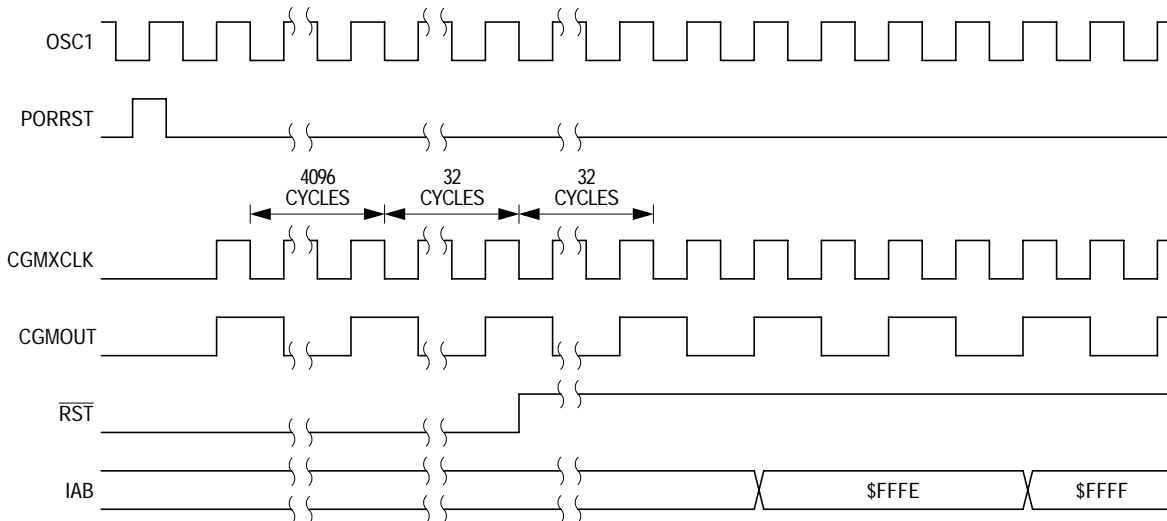 OSC1
PORRST
4096
CYCLES
32
CYCLES
32
CYCLES
CGMXCLK
CGMOUT
RST
IAB
$FFFE
$FFFF